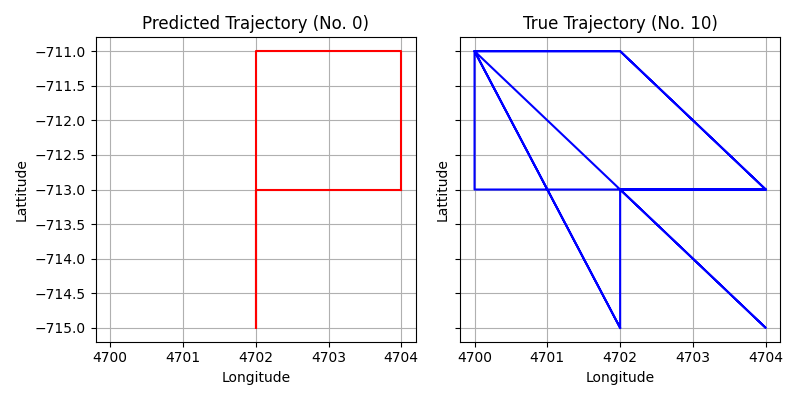 Predicted Trajectory (No. 0)
True Trajectory (No. 10)
−711.0
−711.5
−712.0
−712.5
−713.0
−713.5
−714.0
−714.5
−715.0
Lattitude
Lattitude
4700 4701 4702 4703 4704
4700 4701 4702 4703 4704
Longitude
Longitude